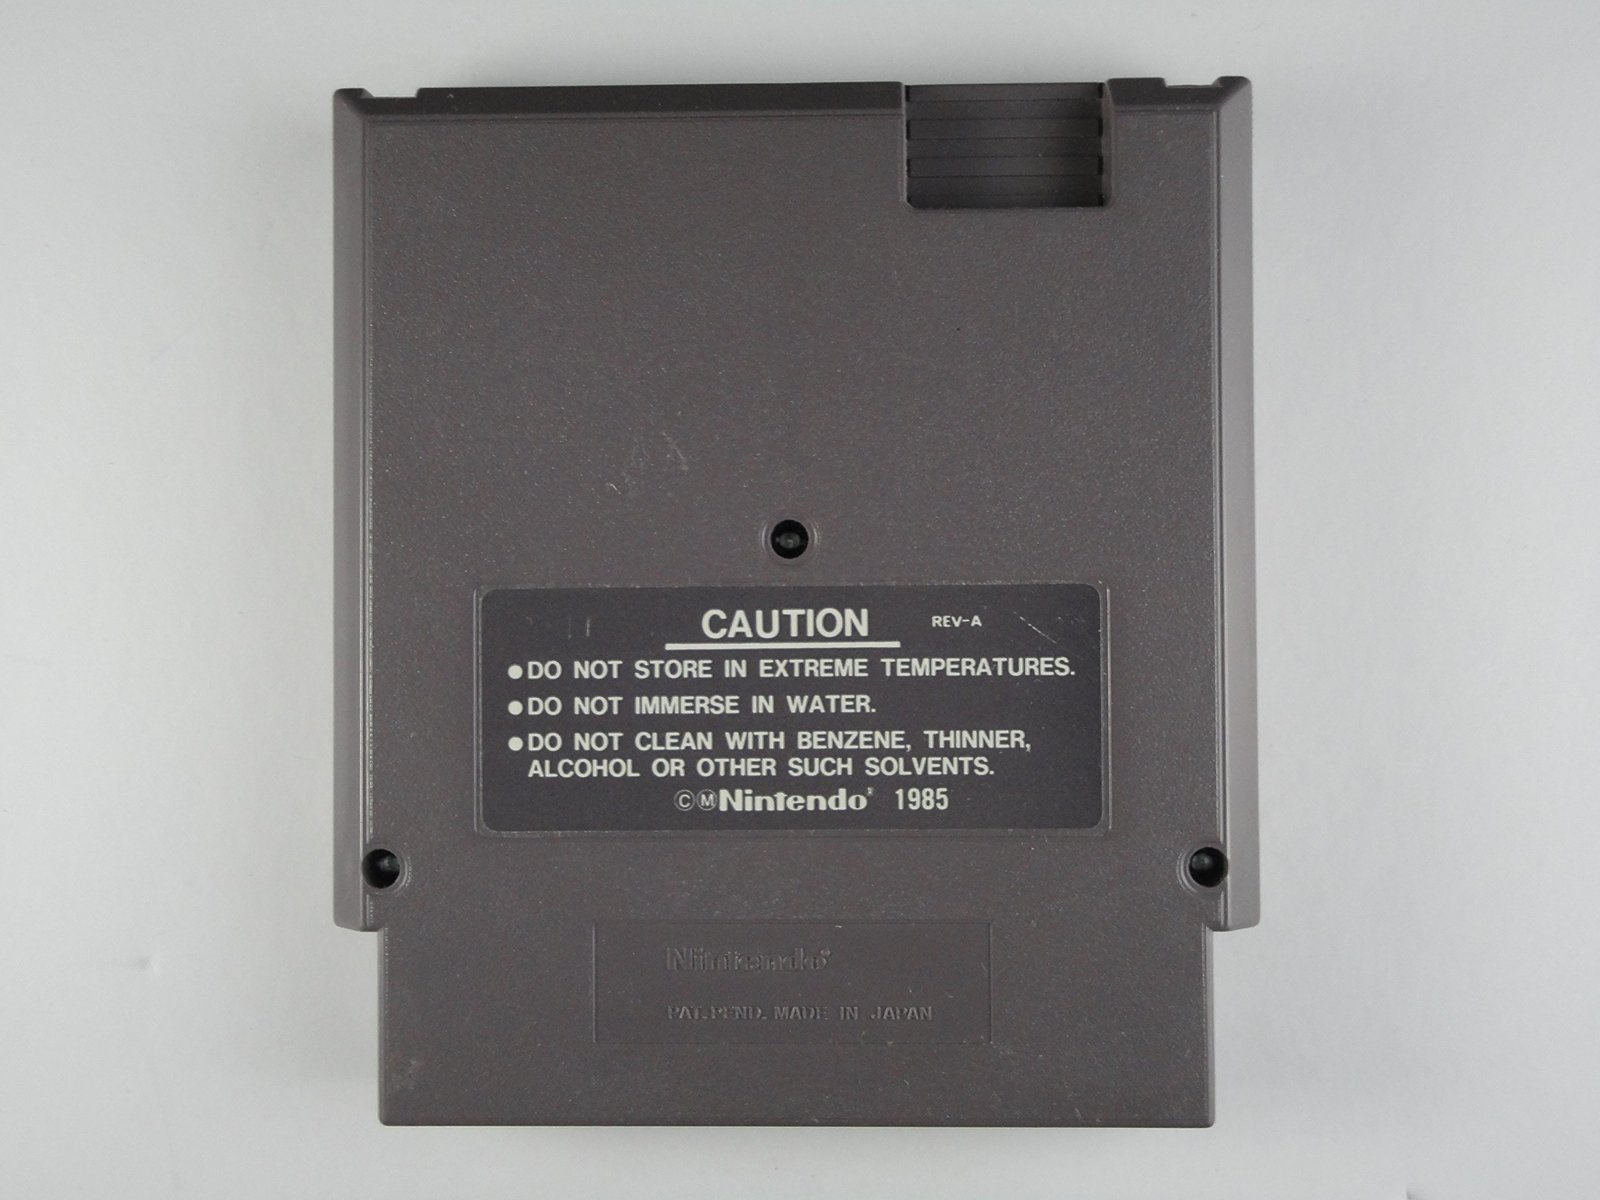 CAUTION REV-A
●DO NOT STORE IN EXTREME TEMPERATURES.
●DO NOT IMMERSE IN WATER.
●DO NOT CLEAN WITH BENZENE, THINNER,
ALCOHOL OR OTHER SUCH SOLVENTS.
ⒸⓂNintendo® 1985
Nintendo®
PAT. PEND. MADE IN JAPAN